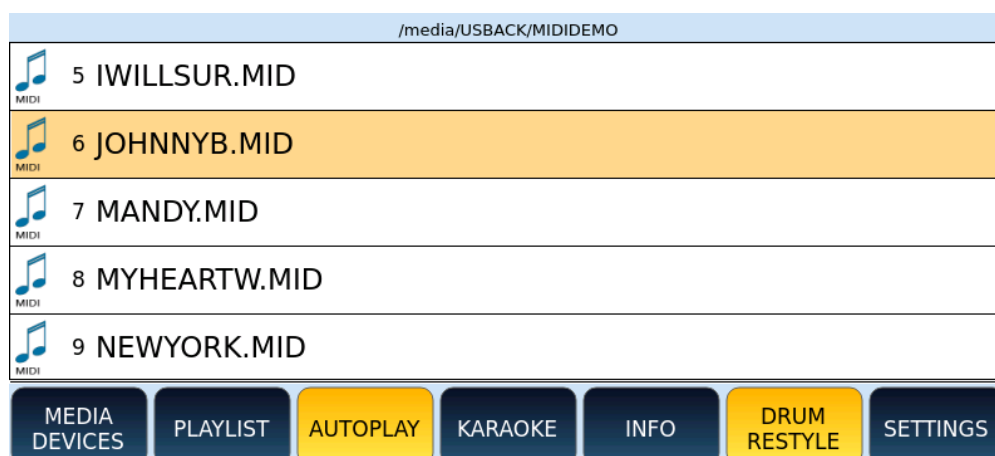 /media/USBACK/MIDIDEMO
MIDI 5 IWILLSUR.MID
MIDI 6 JOHNNYB.MID
MIDI 7 MANDY.MID
MIDI 8 MYHEARTW.MID
MIDI 9 NEWYORK.MID
MEDIA DEVICES
PLAYLIST
AUTOPLAY
KARAOKE
INFO
DRUM RESTYLE
SETTINGS